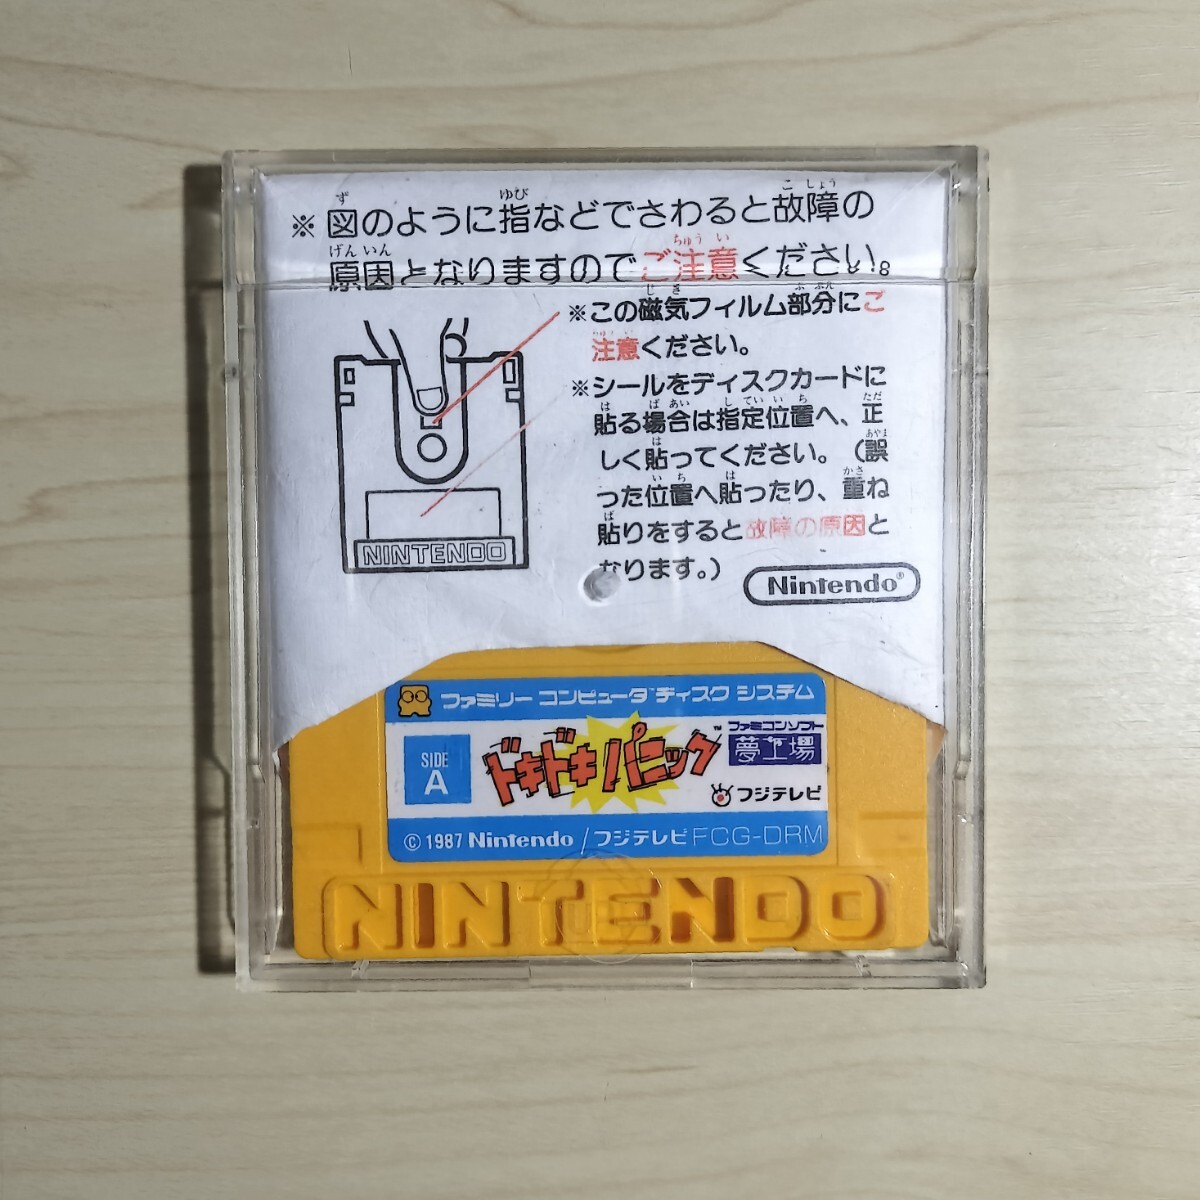 ※図のように指などでさわると故障の
原因となりますのでご注意ください。
※この磁気フィルム部分にご
注意ください。
※シールをディスクカードに
貼る場合は指定位置へ、正
しく貼ってください。(誤
った位置へ貼ったり、重ね
貼りをすると故障の原因と
なります。)
NINTENDO
Nintendo®
ファミリー コンピュータ™ ディスク システム
SIDE
A
ドキドキパニック™
ファミコンソフト
夢工場
フジテレビ
©1987 Nintendo/フジテレビ FCG-DRM
NINTENDO